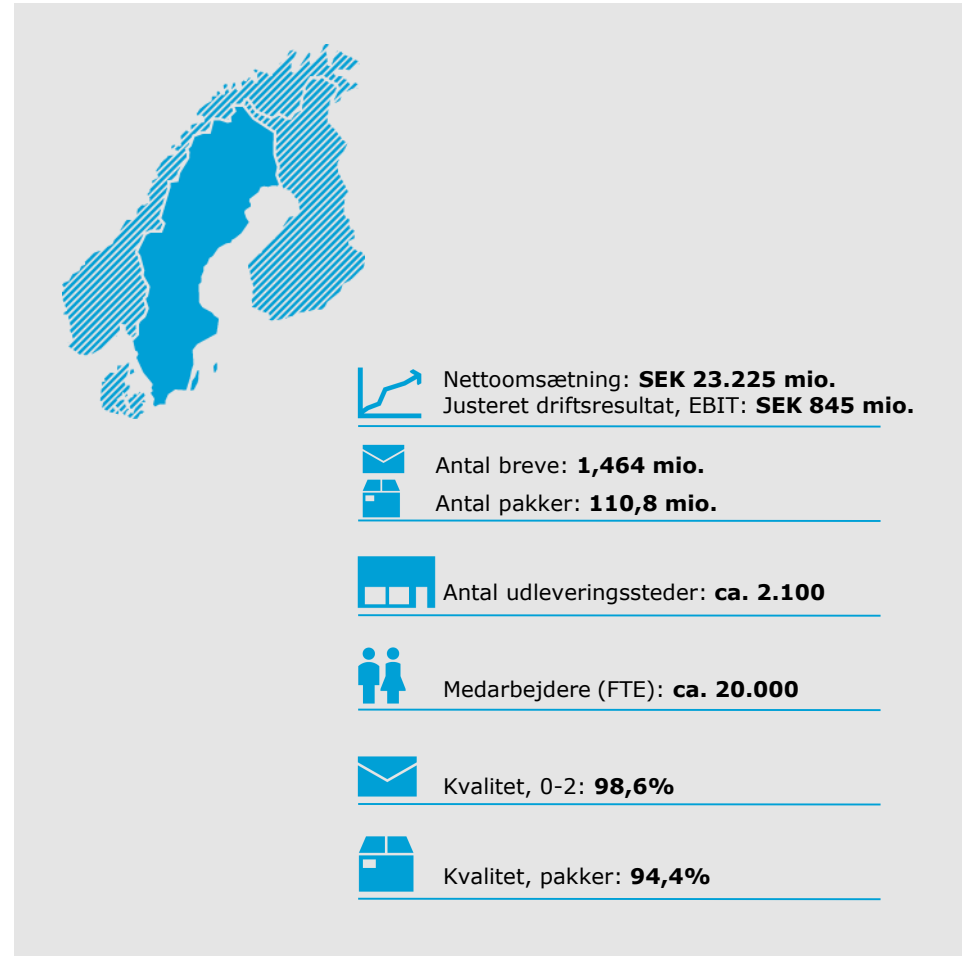 Nettoomsætning: SEK 23.225 mio.
Justeret driftsresultat, EBIT: SEK 845 mio.
Antal breve: 1,464 mio.
Antal pakker: 110,8 mio.
Antal udleveringssteder: ca. 2.100
Medarbejdere (FTE): ca. 20.000
Kvalitet, 0-2: 98,6%
Kvalitet, pakker: 94,4%